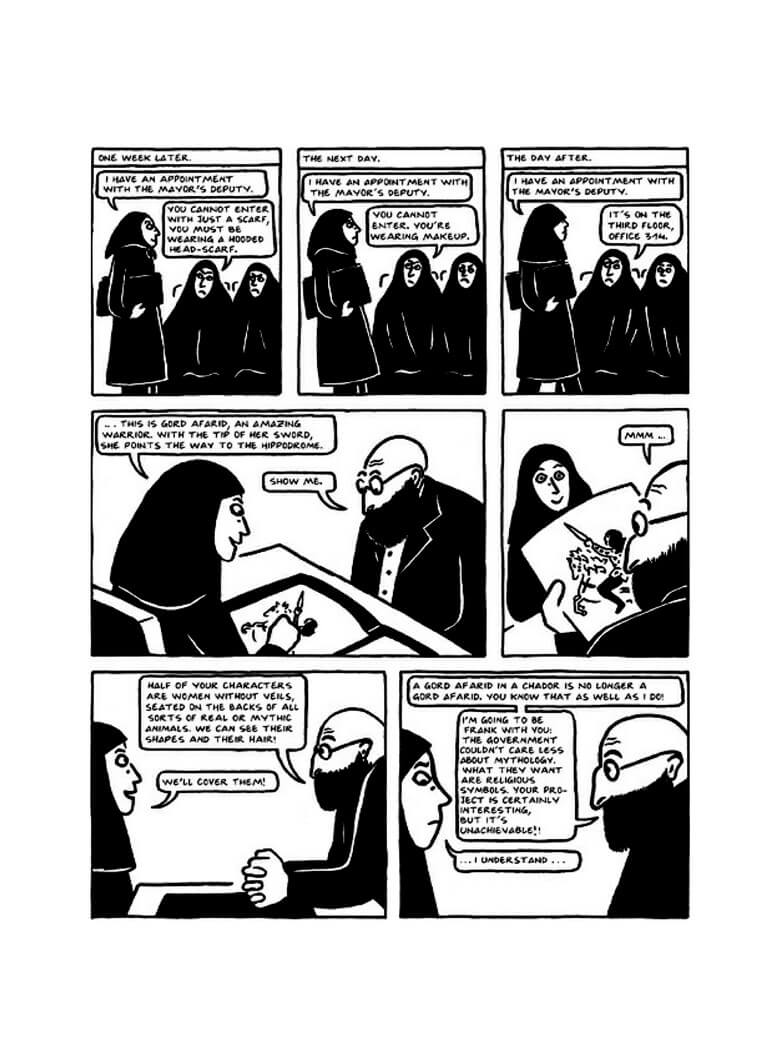 ONE WEEK LATER.
I HAVE AN APPOINTMENT
WITH THE MAYOR'S DEPUTY.
YOU CANNOT ENTER
WITH JUST A SCARF,
YOU MUST BE
WEARING A HOODED
HEAD-SCARF.
THE NEXT DAY.
I HAVE AN APPOINTMENT WITH
THE MAYOR'S DEPUTY.
YOU CANNOT
ENTER. YOU'RE
WEARING MAKEUP.
THE DAY AFTER.
I HAVE AN APPOINTMENT WITH
THE MAYOR'S DEPUTY.
IT'S ON THE
THIRD FLOOR,
OFFICE 314.
... THIS IS GORD AFARID, AN AMAZING
WARRIOR. WITH THE TIP OF HER SWORD,
SHE POINTS THE WAY TO THE HIPPODROME.
SHOW ME.
MMM ...
HALF OF YOUR CHARACTERS
ARE WOMEN WITHOUT VEILS,
SEATED ON THE BACKS OF ALL
SORTS OF REAL OR MYTHIC
ANIMALS. WE CAN SEE THEIR
SHAPES AND THEIR HAIR!
WE'LL COVER THEM!
A GORD AFARID IN A CHADOR IS NO LONGER A
GORD AFARID. YOU KNOW THAT AS WELL AS I DO!
I'M GOING TO BE
FRANK WITH YOU:
THE GOVERNMENT
COULDN'T CARE LESS
ABOUT MYTHOLOGY.
WHAT THEY WANT
ARE RELIGIOUS
SYMBOLS. YOUR PRO-
JECT IS CERTAINLY
INTERESTING,
BUT IT'S
UNACHIEVABLE!!
... I UNDERSTAND ...